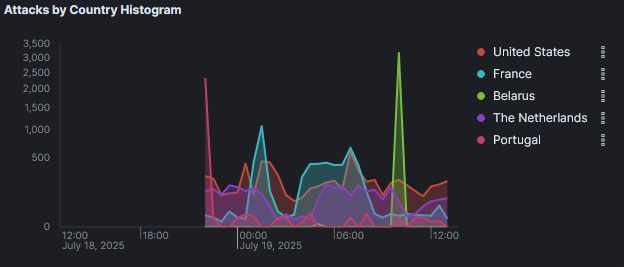 Attacks by Country Histogram
3,500
3,000
2,500
2,000
1,500
1,000
500
0
12:00
July 18, 2025
18:00
00:00
July 19, 2025
06:00
12:00
United States
France
Belarus
The Netherlands
Portugal